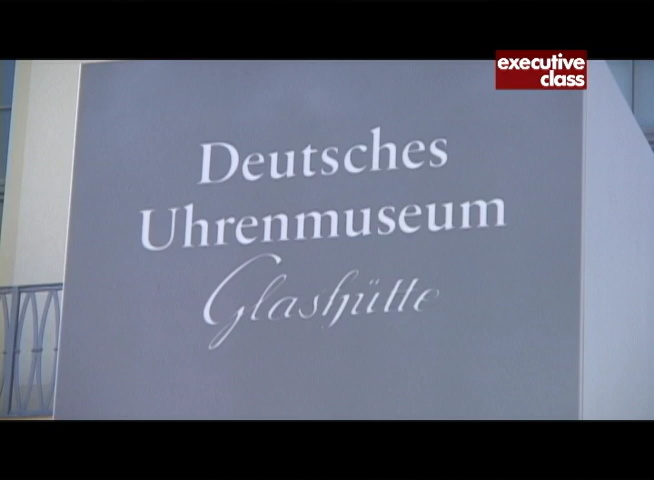 executive
class
Deutsches
Uhrenmuseum
Glashütte